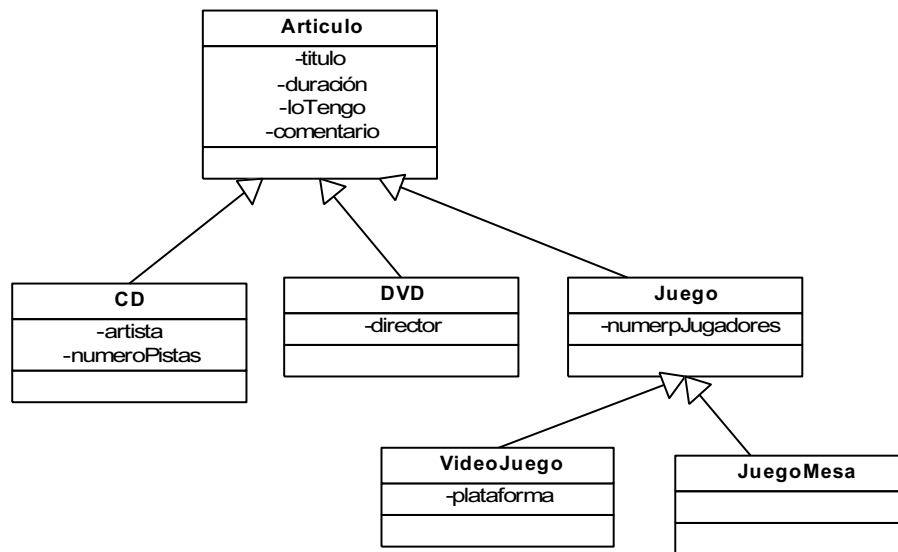 Articulo
-titulo
-duración
-loTengo
-comentario
CD
-artista
-numeroPistas
DVD
-director
Juego
-numerpJugadores
VideoJuego
-plataforma
JuegoMesa